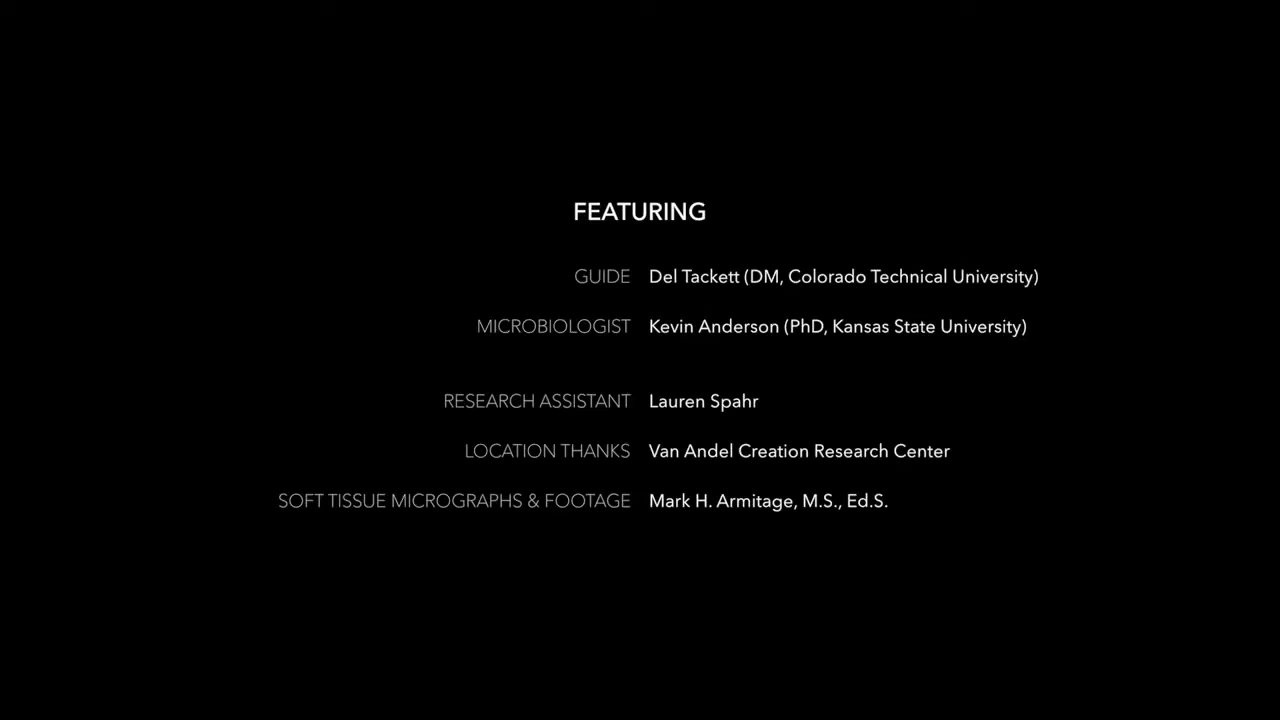 FEATURING
GUIDE Del Tackett (DM, Colorado Technical University)
MICROBIOLOGIST Kevin Anderson (PhD, Kansas State University)
RESEARCH ASSISTANT Lauren Spahr
LOCATION THANKS Van Andel Creation Research Center
SOFT TISSUE MICROGRAPHS & FOOTAGE Mark H. Armitage, M.S., Ed.S.